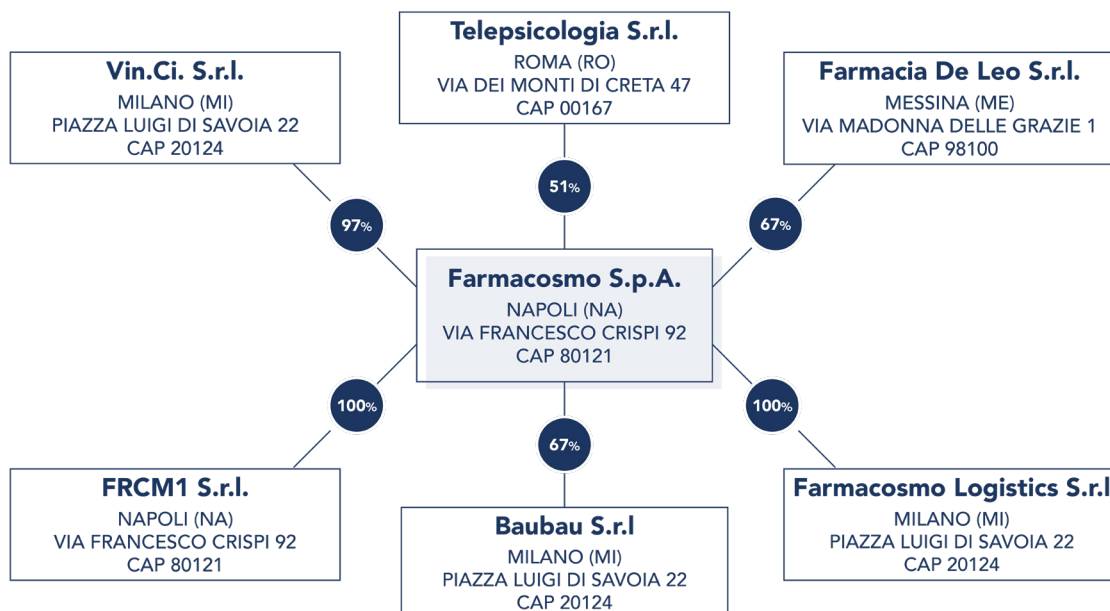 Telepsicologia S.r.l.
ROMA (RO)
VIA DEI MONTI DI CRETA 47
CAP 00167
Vin.Ci. S.r.l.
MILANO (MI)
PIAZZA LUIGI DI SAVOIA 22
CAP 20124
Farmacia De Leo S.r.l.
MESSINA (ME)
VIA MADONNA DELLE GRAZIE 1
CAP 98100
51%
97%
67%
Farmacosmo S.p.A.
NAPOLI (NA)
VIA FRANCESCO CRISPI 92
CAP 80121
100%
67%
100%
FRCM1 S.r.l.
NAPOLI (NA)
VIA FRANCESCO CRISPI 92
CAP 80121
Baubau S.r.l
MILANO (MI)
PIAZZA LUIGI DI SAVOIA 22
CAP 20124
Farmacosmo Logistics S.r.l
MILANO (MI)
PIAZZA LUIGI DI SAVOIA 22
CAP 20124